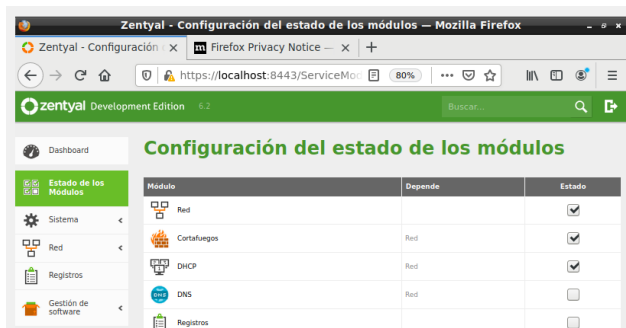 Zentyal - Configuración del estado de los módulos — Mozilla Firefox
Zentyal - Configuración
Firefox Privacy Notice —
https://localhost:8443/ServiceMod
80%
zentyal Development Edition 6.2
Buscar...
Dashboard
Configuración del estado de los módulos
Estado de los
Módulos
Módulo Depende Estado
Red
Sistema
Cortafuegos Red
Red
DHCP Red
Registros
DNS Red
Gestión de
software
Registros